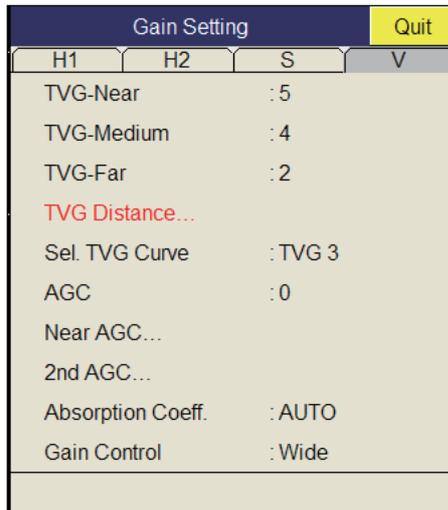 Gain Setting Quit
H1 H2 S V
TVG-Near :5
TVG-Medium :4
TVG-Far :2
TVG Distance...
Sel. TVG Curve :TVG 3
AGC :0
Near AGC...
2nd AGC...
Absorption Coeff. :AUTO
Gain Control :Wide